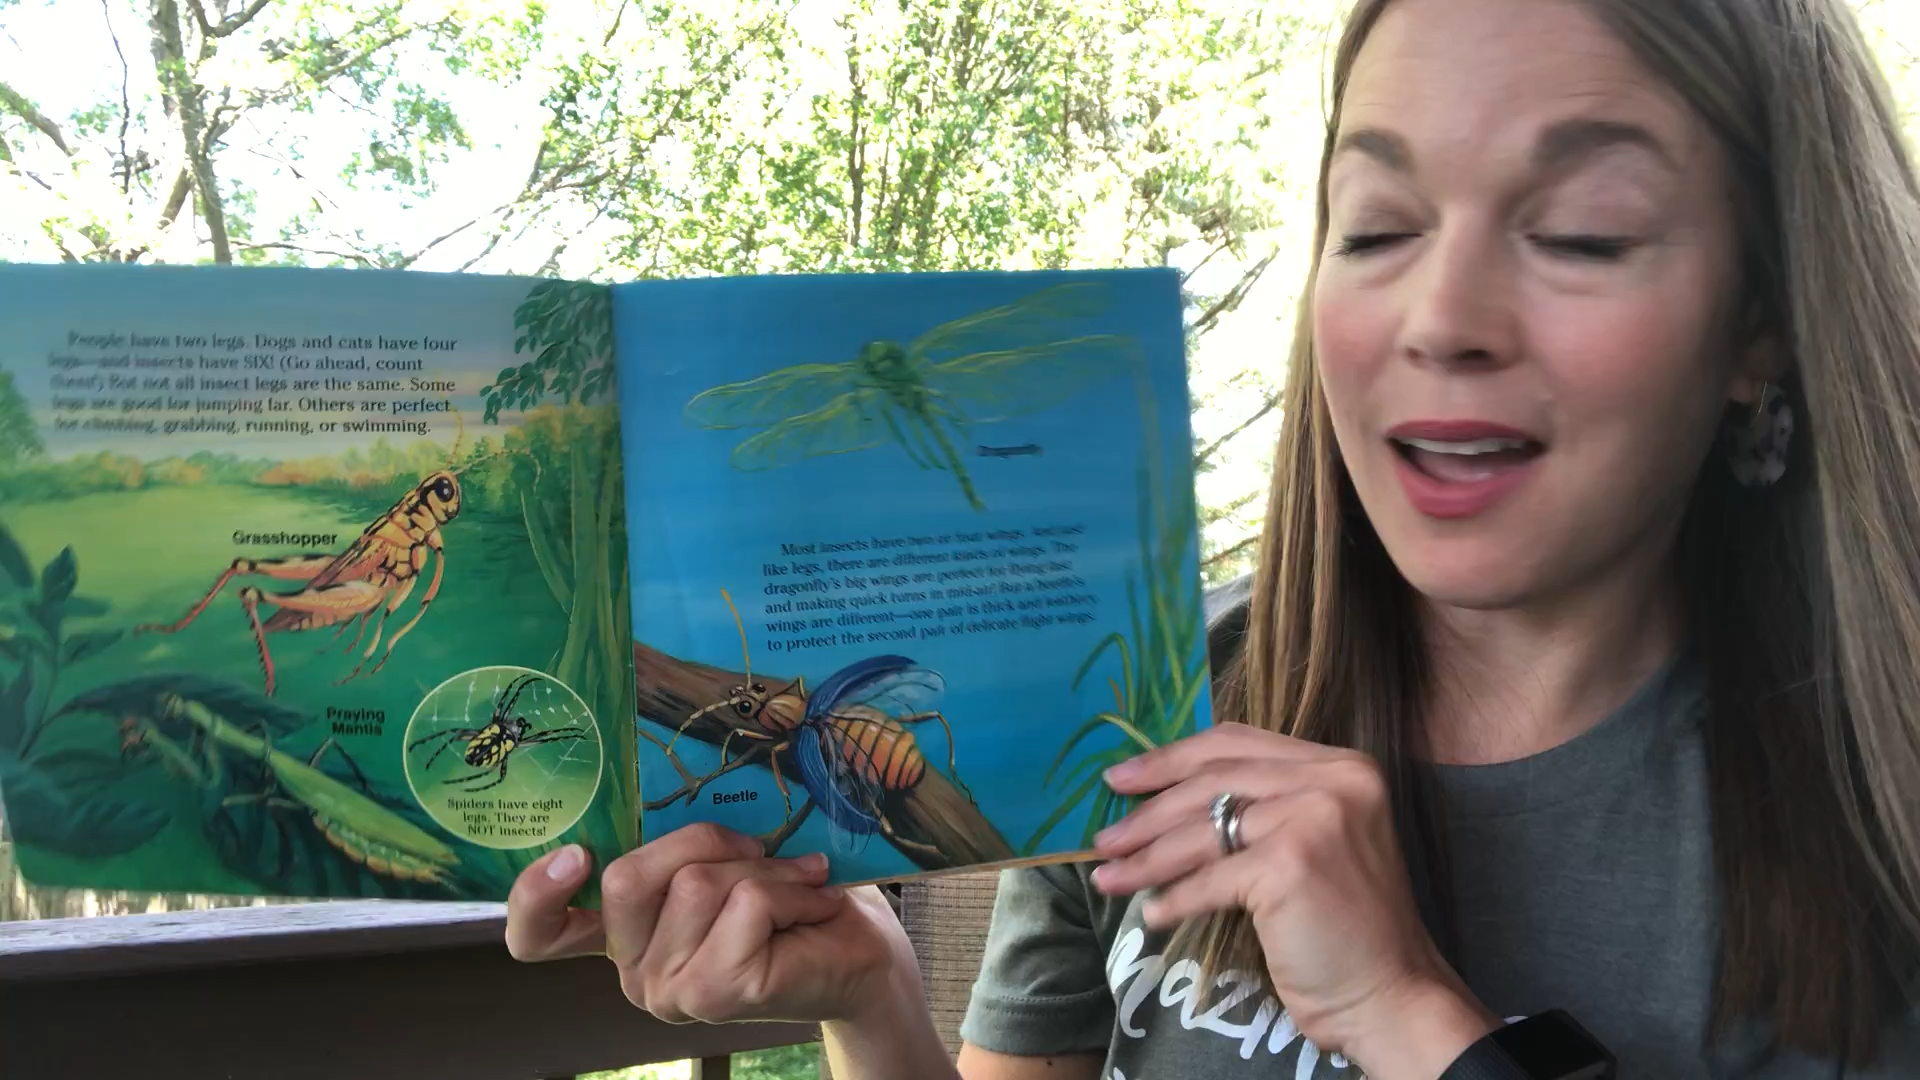 People have two legs. Dogs and cats have four
legs—and insects have SIX! (Go ahead, count
them!) But not all insect legs are the same. Some
legs are good for jumping far. Others are perfect
for climbing, grabbing, running, or swimming.
Grasshopper
Praying
Mantis
Spiders have eight
legs. They are
NOT insects!
Most insects have two or four wings. And just
like legs, there are different kinds of wings. The
dragonfly's big wings are perfect for flying fast
and making quick turns in mid-air! But a beetle's
wings are different—one pair is thick and leathery
to protect the second pair of delicate flight wings.
Beetle